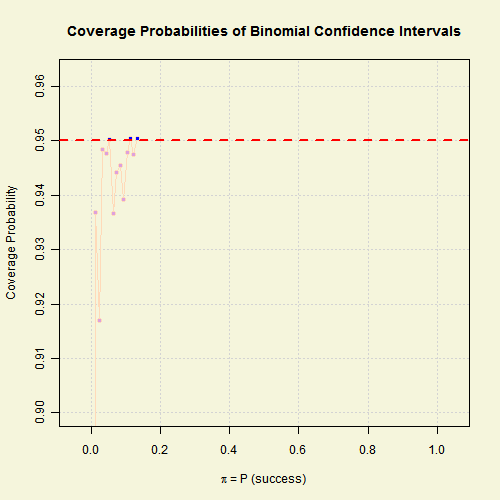 Coverage Probabilities of Binomial Confidence Intervals
Coverage Probability
0.96
0.95
0.94
0.93
0.92
0.91
0.90
0.0 0.2 0.4 0.6 0.8 1.0
π = P (success)